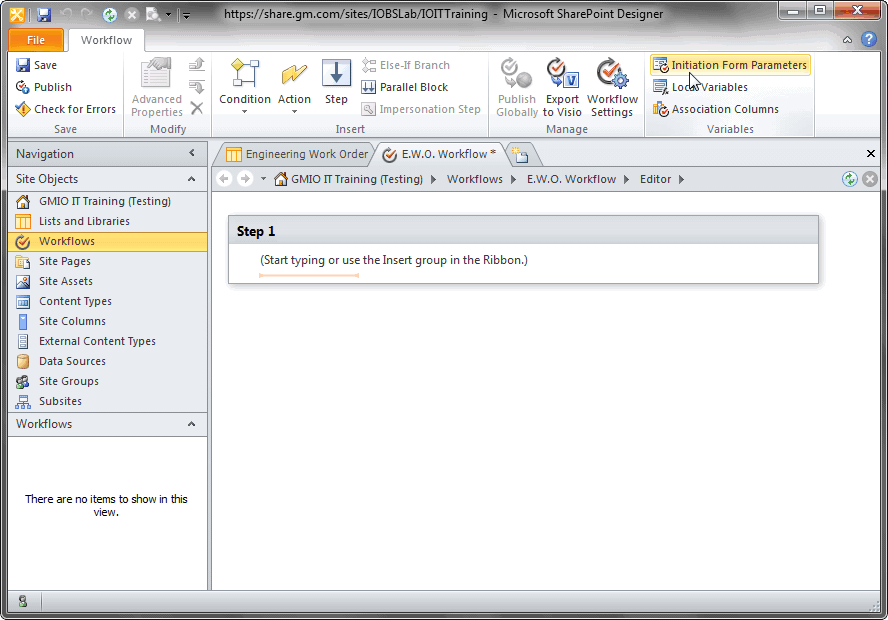 https://share.gm.com/sites/IOBSLab/IOITTraining - Microsoft SharePoint Designer
File
Workflow
Save
Publish
Check for Errors
Save
Advanced
Properties
Modify
Condition
Action
Step
Else-If Branch
Parallel Block
Impersonation Step
Insert
Publish
Globally
Export
to Visio
Workflow
Settings
Manage
Initiation Form Parameters
Local Variables
Association Columns
Variables
Navigation
Engineering Work Order
E.W.O. Workflow *
Site Objects
GMIO IT Training (Testing)
Workflows
E.W.O. Workflow
Editor
GMIO IT Training (Testing)
Lists and Libraries
Workflows
Site Pages
Site Assets
Content Types
Site Columns
External Content Types
Data Sources
Site Groups
Subsites
Workflows
There are no items to show in this
view.
Step 1
(Start typing or use the Insert group in the Ribbon.)